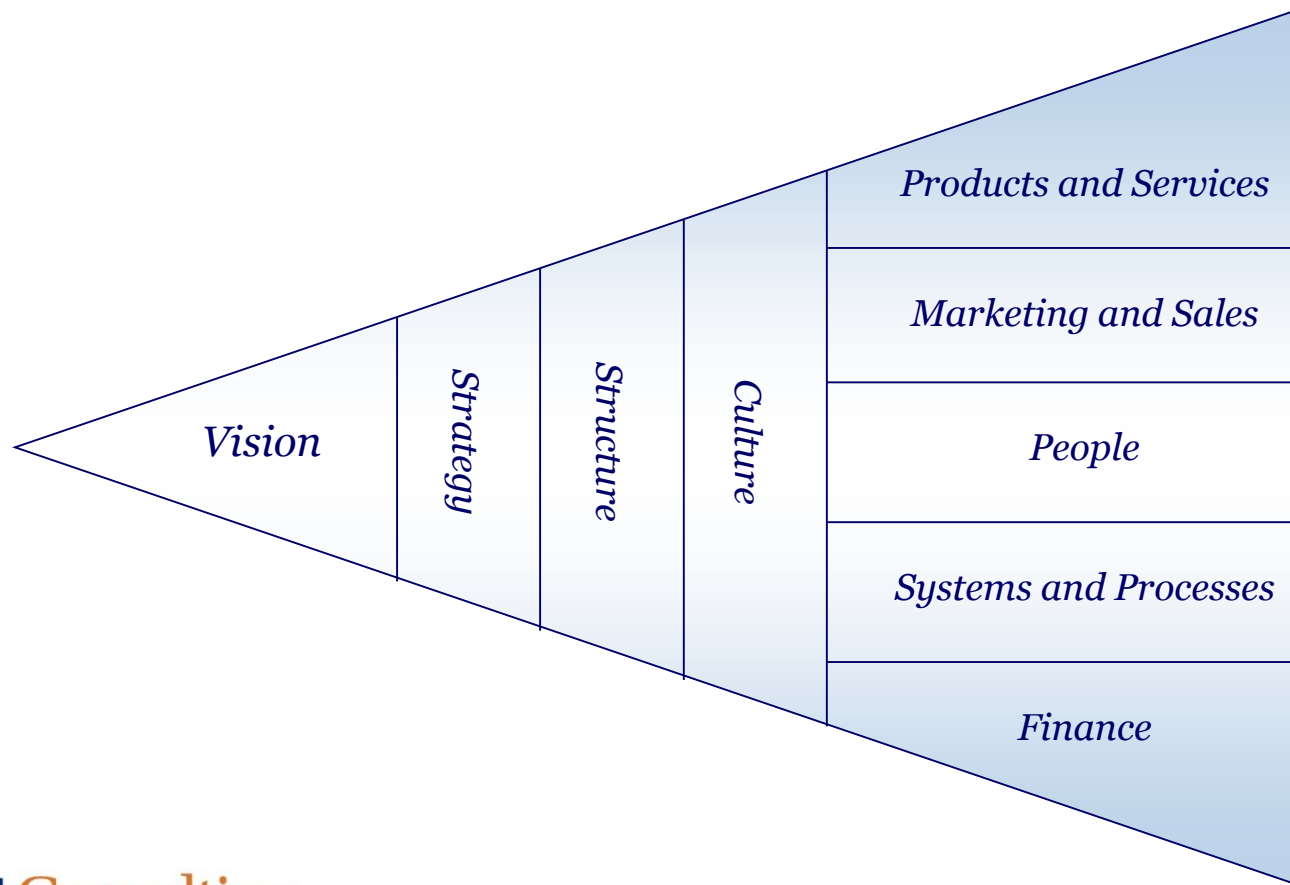 Vision
Strategy
Structure
Culture
Products and Services
Marketing and Sales
People
Systems and Processes
Finance